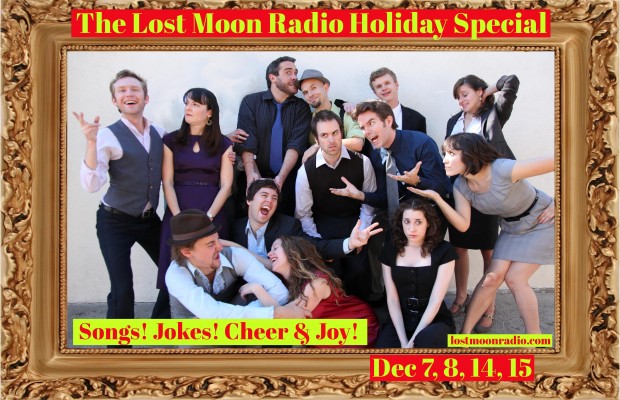 The Lost Moon Radio Holiday Special
Songs! Jokes! Cheer & Joy!
lostmoonradio.com
Dec 7, 8, 14, 15